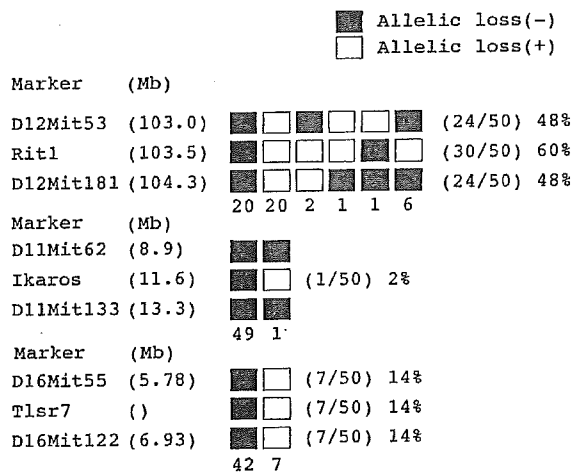 Allelic loss(-)
Allelic loss(+)
Marker (Mb)
D12Mit53 (103.0) (24/50) 48%
Rit1 (103.5) (30/50) 60%
D12Mit181 (104.3) (24/50) 48%
20 20 2 1 1 6
Marker (Mb)
D11Mit62 (8.9)
Ikaros (11.6) (1/50) 2%
D11Mit133 (13.3)
49 1
Marker (Mb)
D16Mit55 (5.78) (7/50) 14%
Tlsr7 () (7/50) 14%
D16Mit122 (6.93) (7/50) 14%
42 7